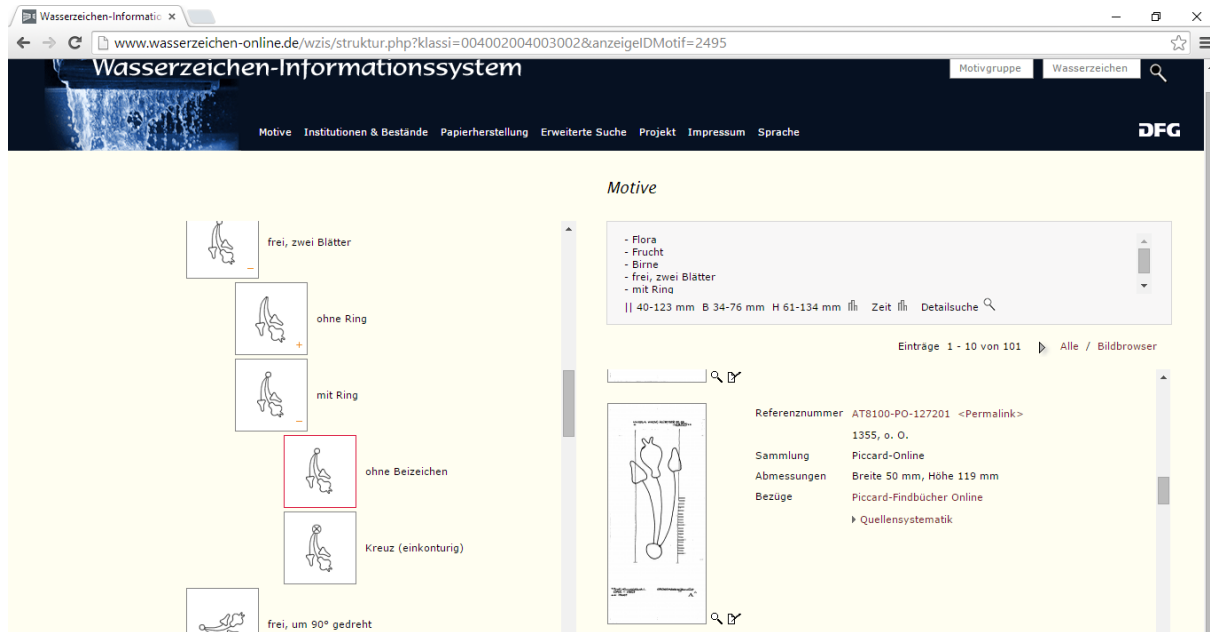 Wasserzeichen-Informatio
www.wasserzeichen-online.de/wzis/struktur.php?klassi=004002004003002&anzeigeIDMotif=2495
Wasserzeichen-Informationssystem
Motivgruppe Wasserzeichen
Motive Institutionen & Bestände Papierherstellung Erweiterte Suche Projekt Impressum Sprache
DFG
Motive
frei, zwei Blätter
ohne Ring
mit Ring
ohne Beizeichen
Kreuz (einkonturig)
frei, um 90° gedreht
- Flora
- Frucht
- Birne
- frei, zwei Blätter
- mit Ring
|| 40-123 mm B 34-76 mm H 61-134 mm Zeit Detailsuche
Einträge 1 - 10 von 101 Alle / Bildbrowser
Referenznummer AT8100-PO-127201 <Permalink>
1355, o. O.
Sammlung Piccard-Online
Abmessungen Breite 50 mm, Höhe 119 mm
Bezüge Piccard-Findbücher Online
Quellensystematik